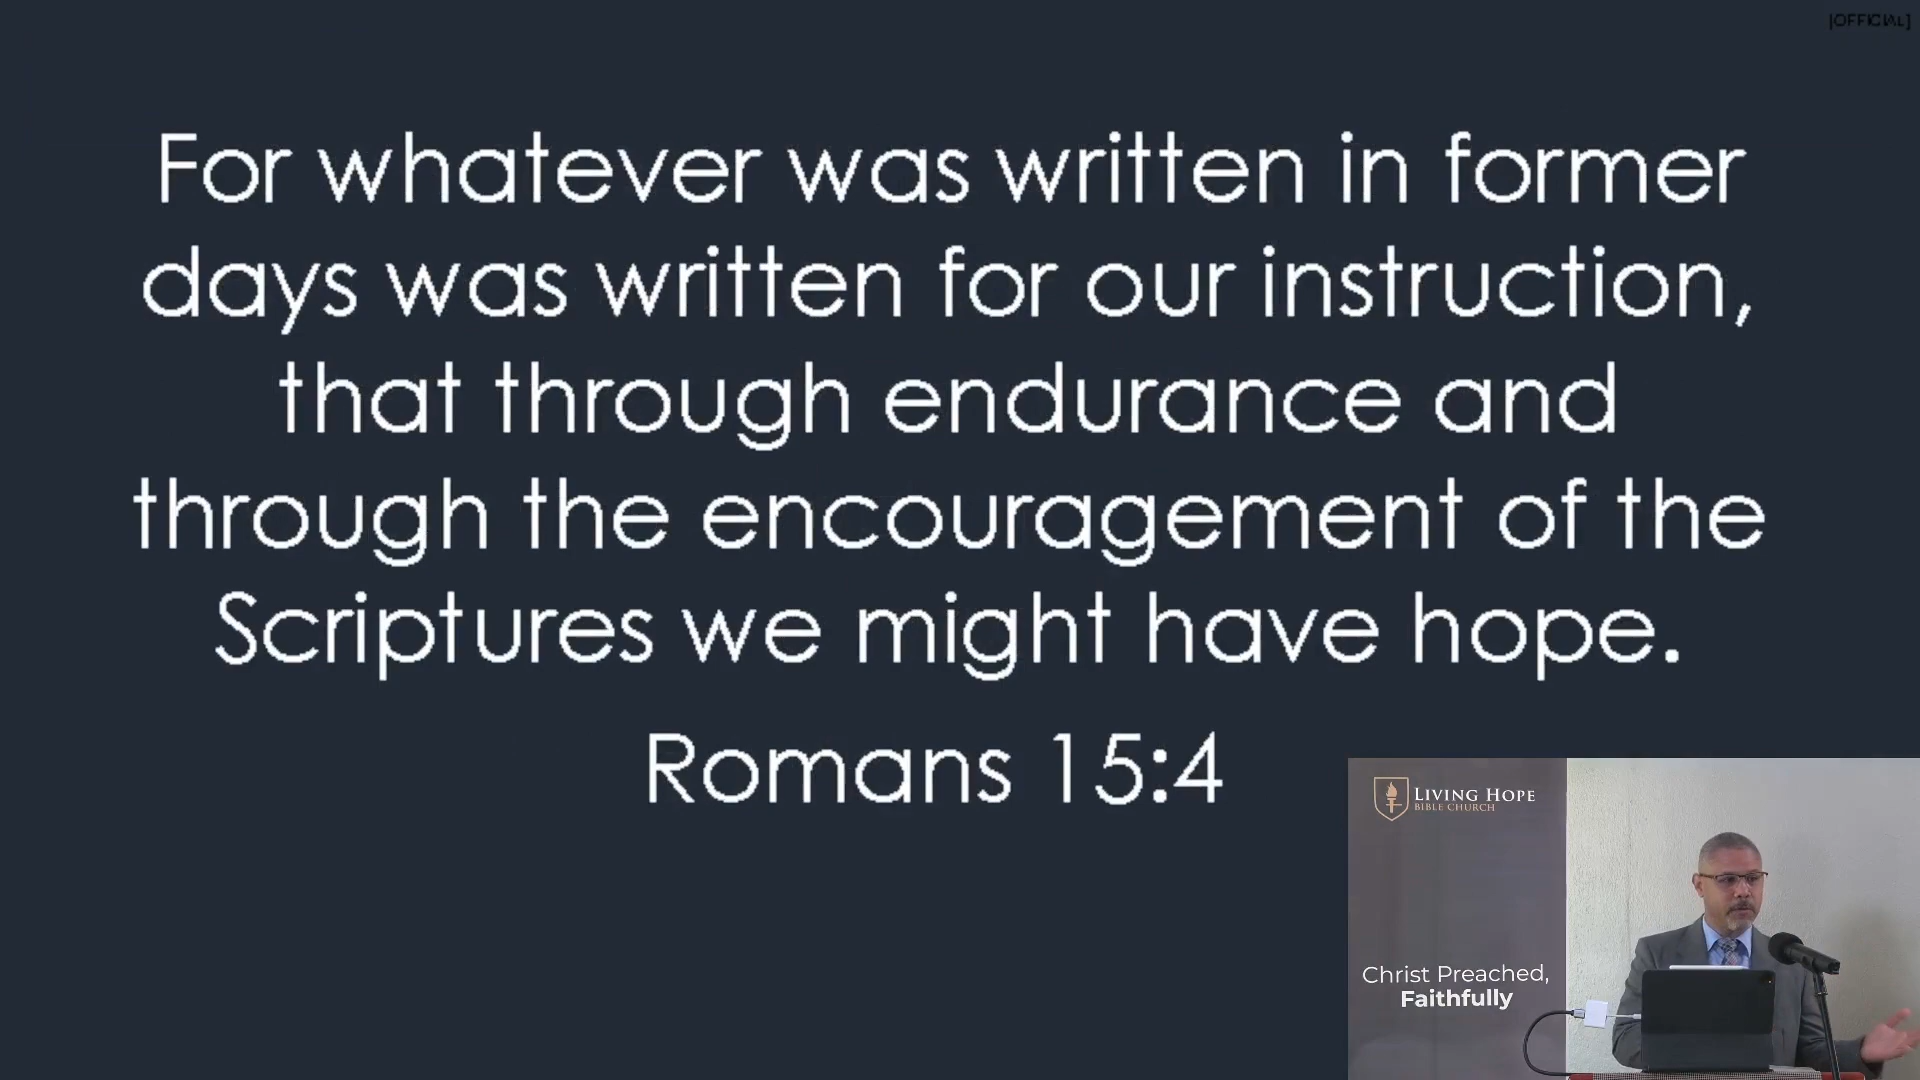 [OFFICIAL]
For whatever was written in former
days was written for our instruction,
that through endurance and
through the encouragement of the
Scriptures we might have hope.
Romans 15:4
LIVING HOPE
BIBLE CHURCH
Christ Preached,
Faithfully